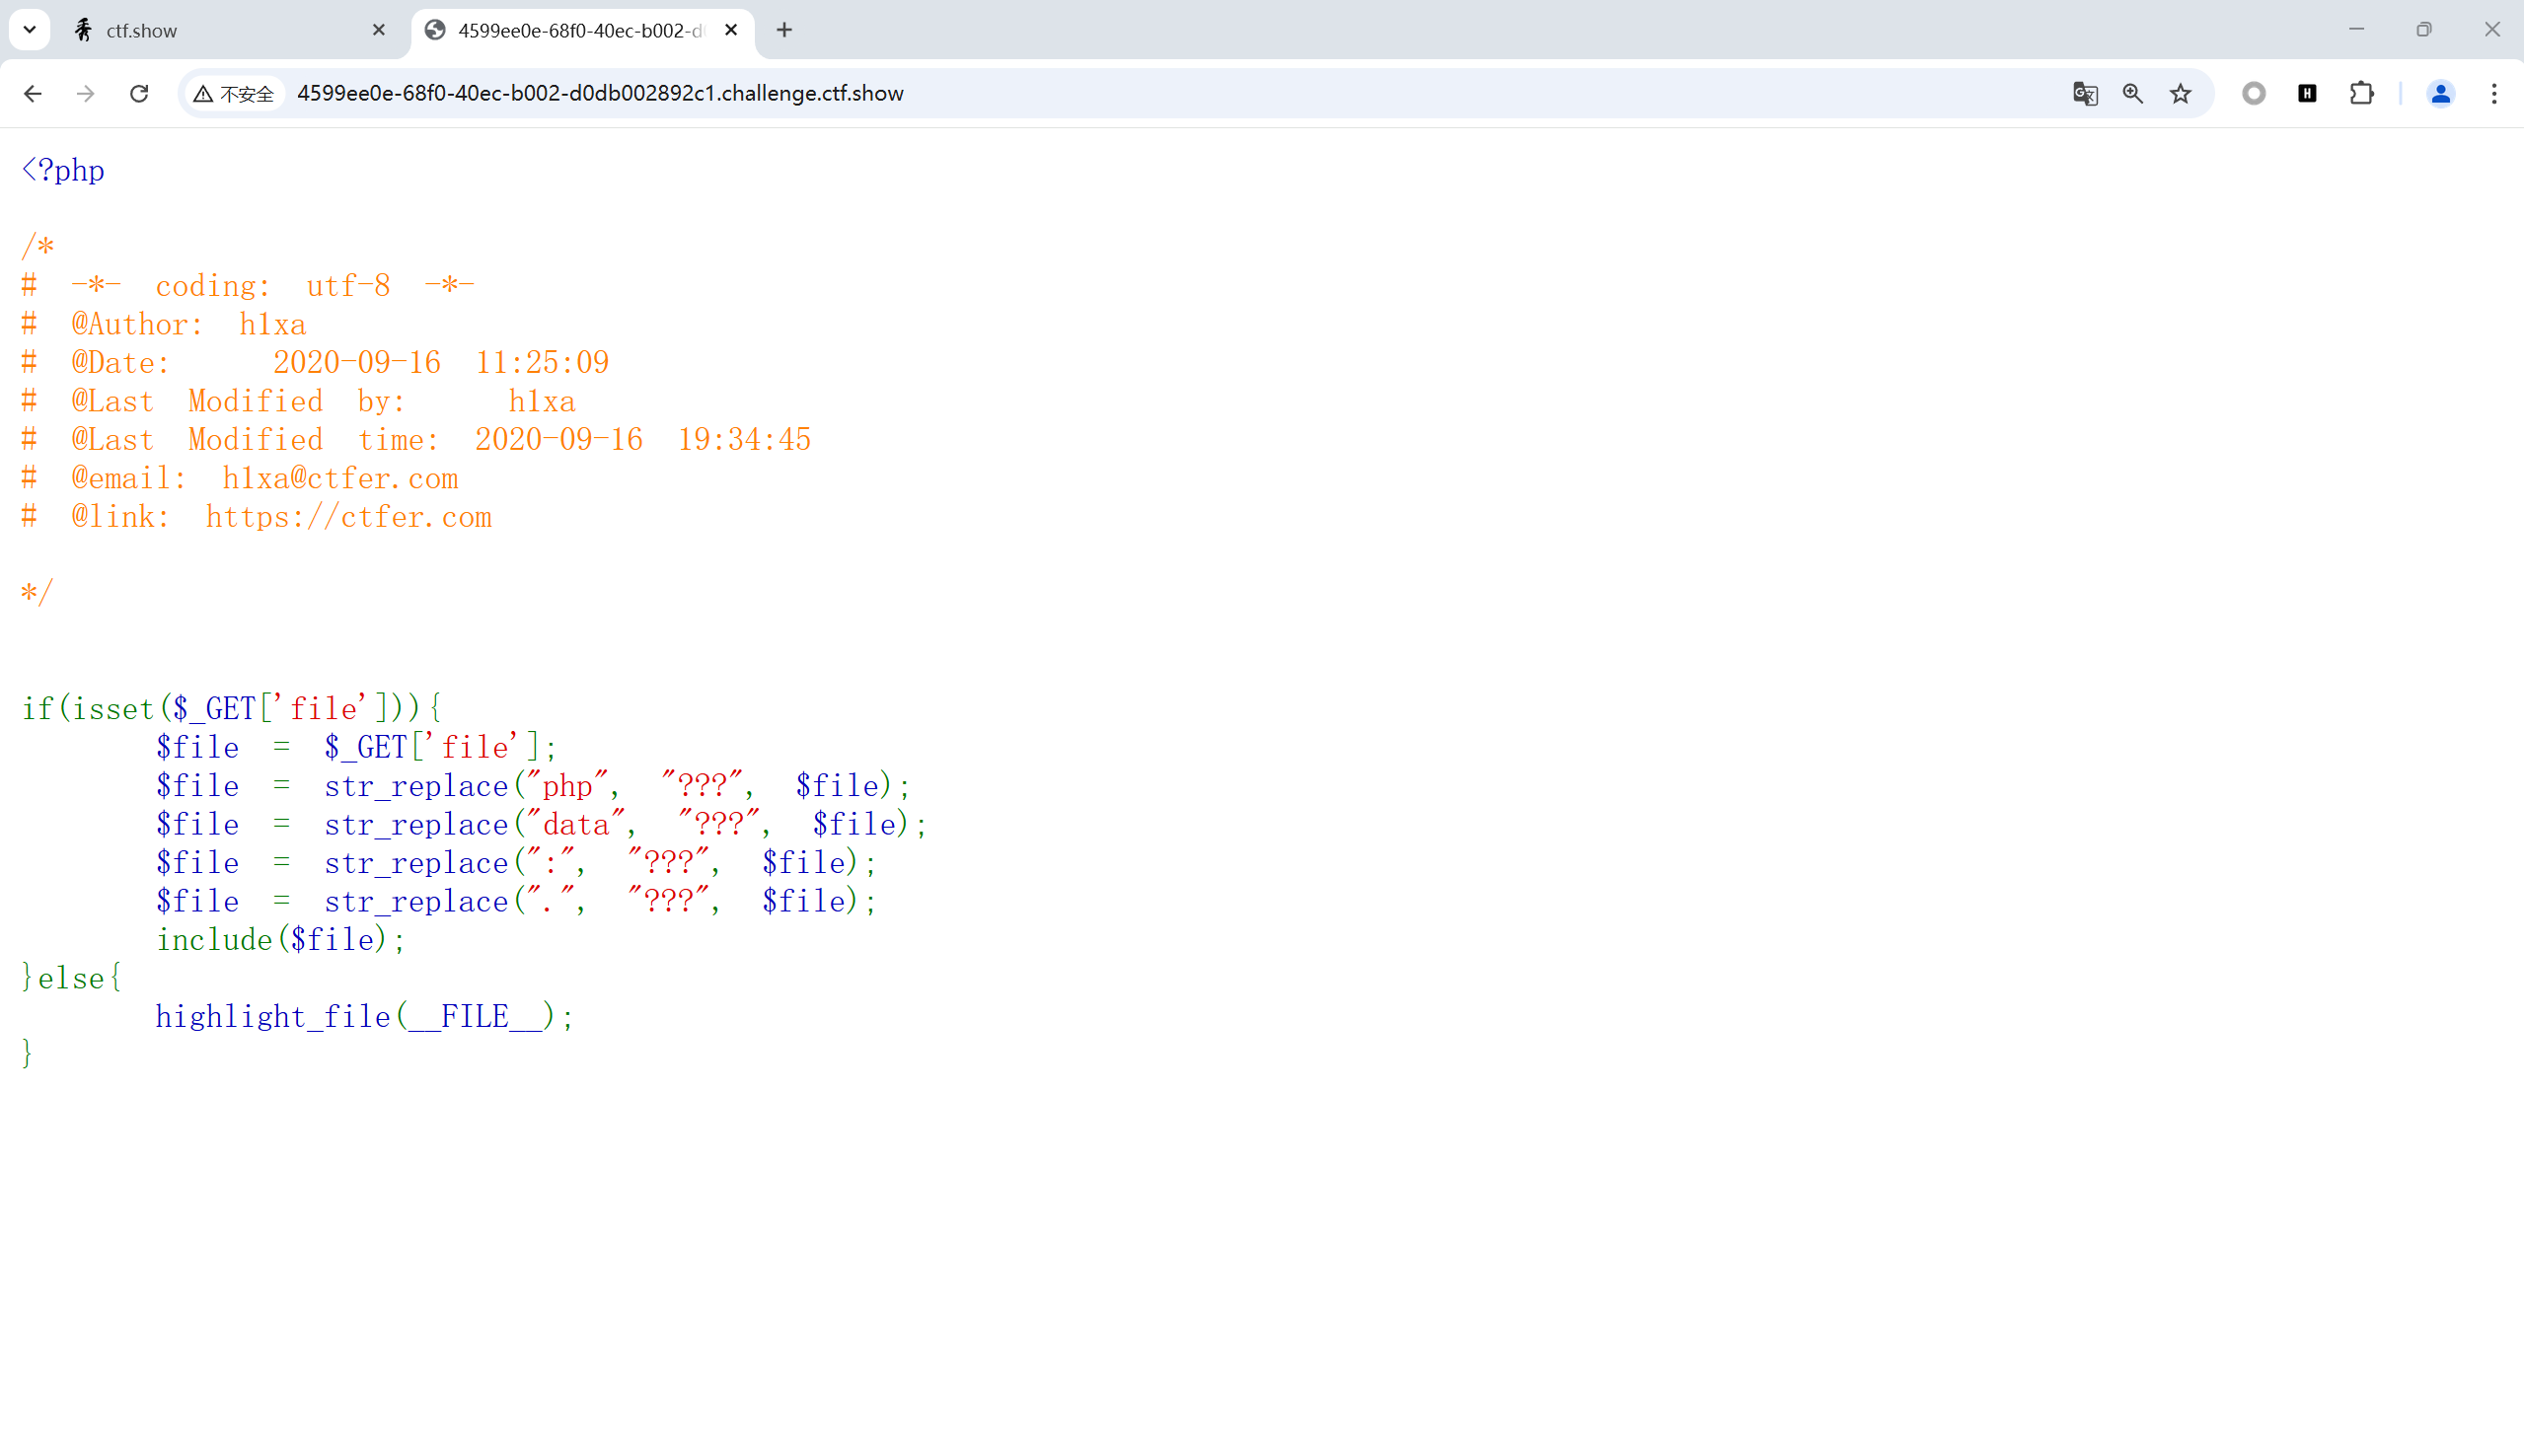 ctf.show
4599ee0e-68f0-40ec-b002-d
不安全 4599ee0e-68f0-40ec-b002-d0db002892c1.challenge.ctf.show
<?php
/*
# -*- coding: utf-8 -*-
# @Author: h1xa
# @Date: 2020-09-16 11:25:09
# @Last Modified by: h1xa
# @Last Modified time: 2020-09-16 19:34:45
# @email: h1xa@ctfer.com
# @link: https://ctfer.com
*/
if(isset($_GET['file'])){
$file = $_GET['file'];
$file = str_replace("php", "???", $file);
$file = str_replace("data", "???", $file);
$file = str_replace(":", "???", $file);
$file = str_replace(".", "???", $file);
include($file);
}else{
highlight_file(__FILE__);
}